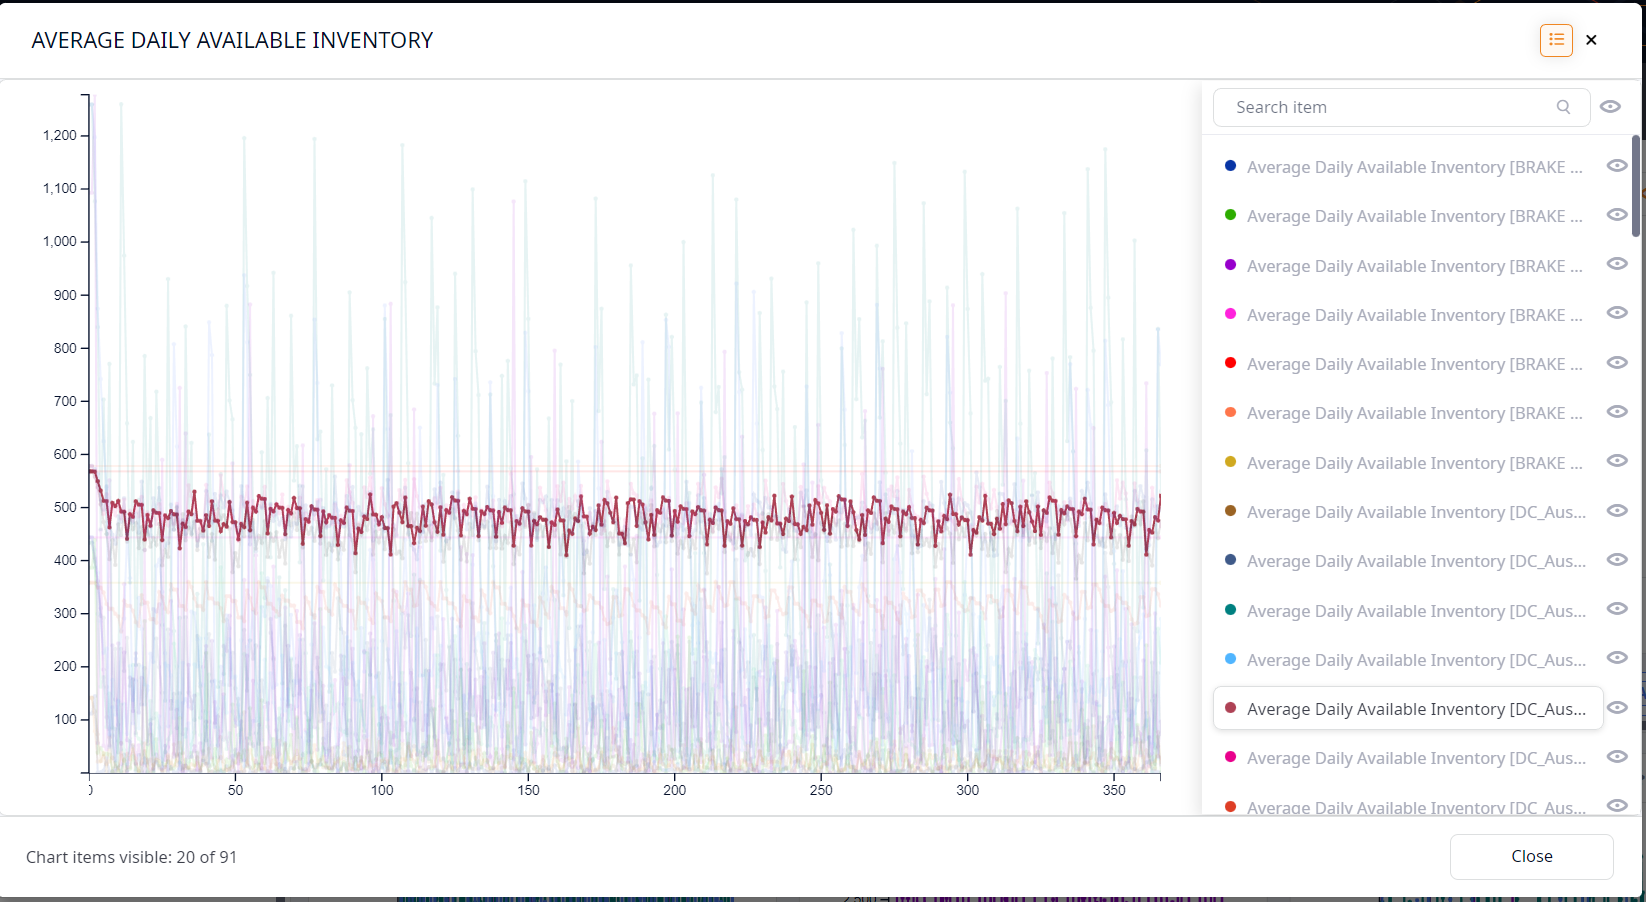 AVERAGE DAILY AVAILABLE INVENTORY
1,200
1,100
1,000
900
800
700
600
500
400
300
200
100
0
50
100
150
200
250
300
350
Search item
Average Daily Available Inventory [BRAKE ...
Average Daily Available Inventory [BRAKE ...
Average Daily Available Inventory [BRAKE ...
Average Daily Available Inventory [BRAKE ...
Average Daily Available Inventory [BRAKE ...
Average Daily Available Inventory [BRAKE ...
Average Daily Available Inventory [BRAKE ...
Average Daily Available Inventory [DC_Aus...
Average Daily Available Inventory [DC_Aus...
Average Daily Available Inventory [DC_Aus...
Average Daily Available Inventory [DC_Aus...
Average Daily Available Inventory [DC_Aus...
Average Daily Available Inventory [DC_Aus...
Average Daily Available Inventory [DC_Aus...
Chart items visible: 20 of 91
Close